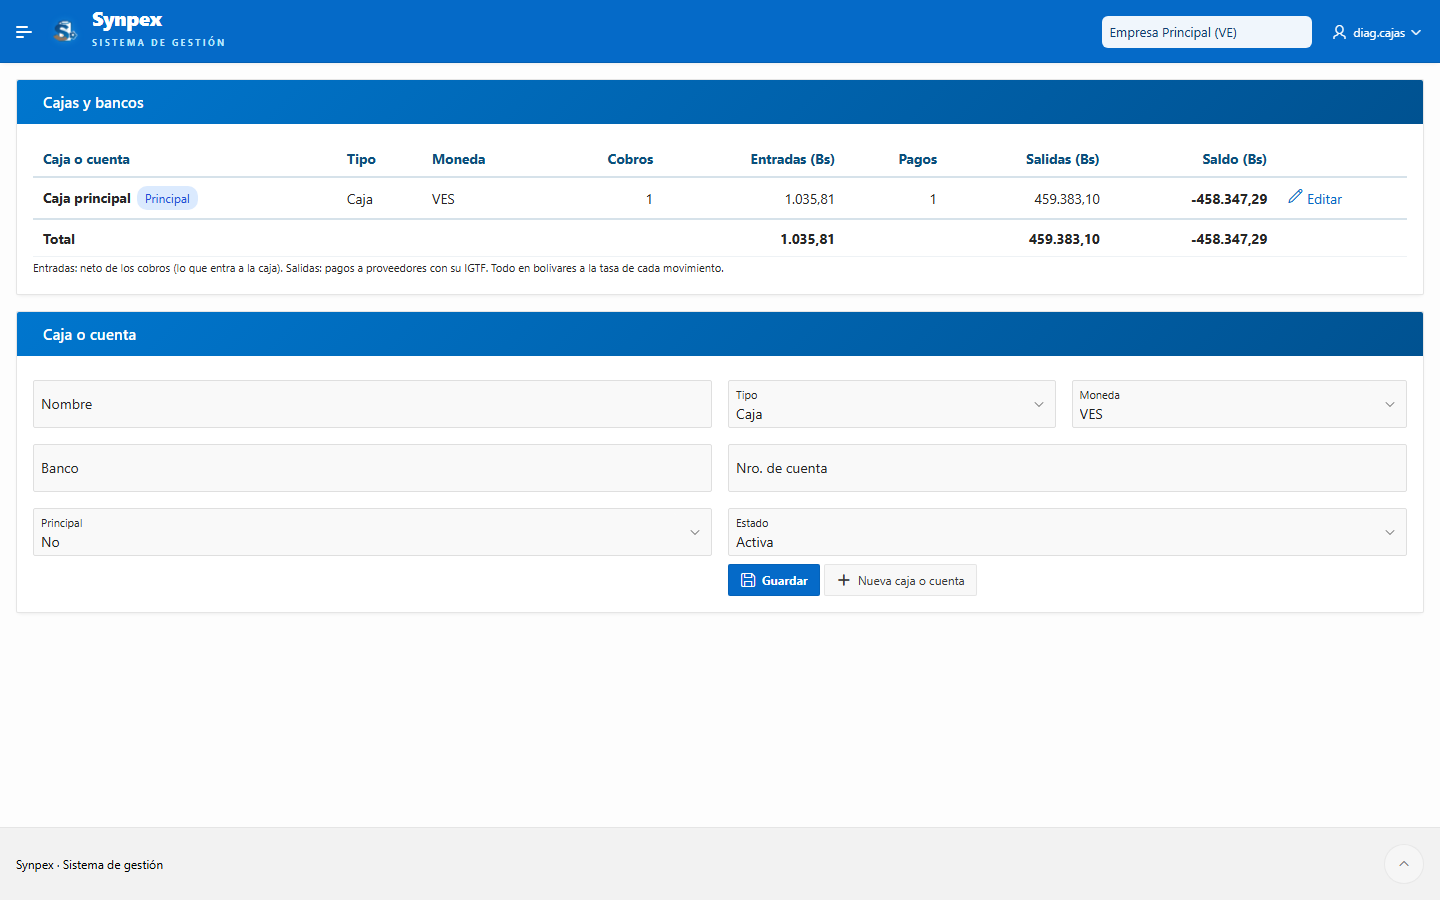 Synpex
SISTEMA DE GESTIÓN
Empresa Principal (VE)
diag.cajas
Cajas y bancos
Caja o cuenta Tipo Moneda Cobros Entradas (Bs) Pagos Salidas (Bs) Saldo (Bs)
Caja principal Principal Caja VES 1 1.035,81 1 459.383,10 -458.347,29 Editar
Total 1.035,81 459.383,10 -458.347,29
Entradas: neto de los cobros (lo que entra a la caja). Salidas: pagos a proveedores con su IGTF. Todo en bolivares a la tasa de cada movimiento.
Caja o cuenta
Nombre
Tipo
Caja
Moneda
VES
Banco
Nro. de cuenta
Principal
No
Estado
Activa
Guardar
Nueva caja o cuenta
Synpex · Sistema de gestión